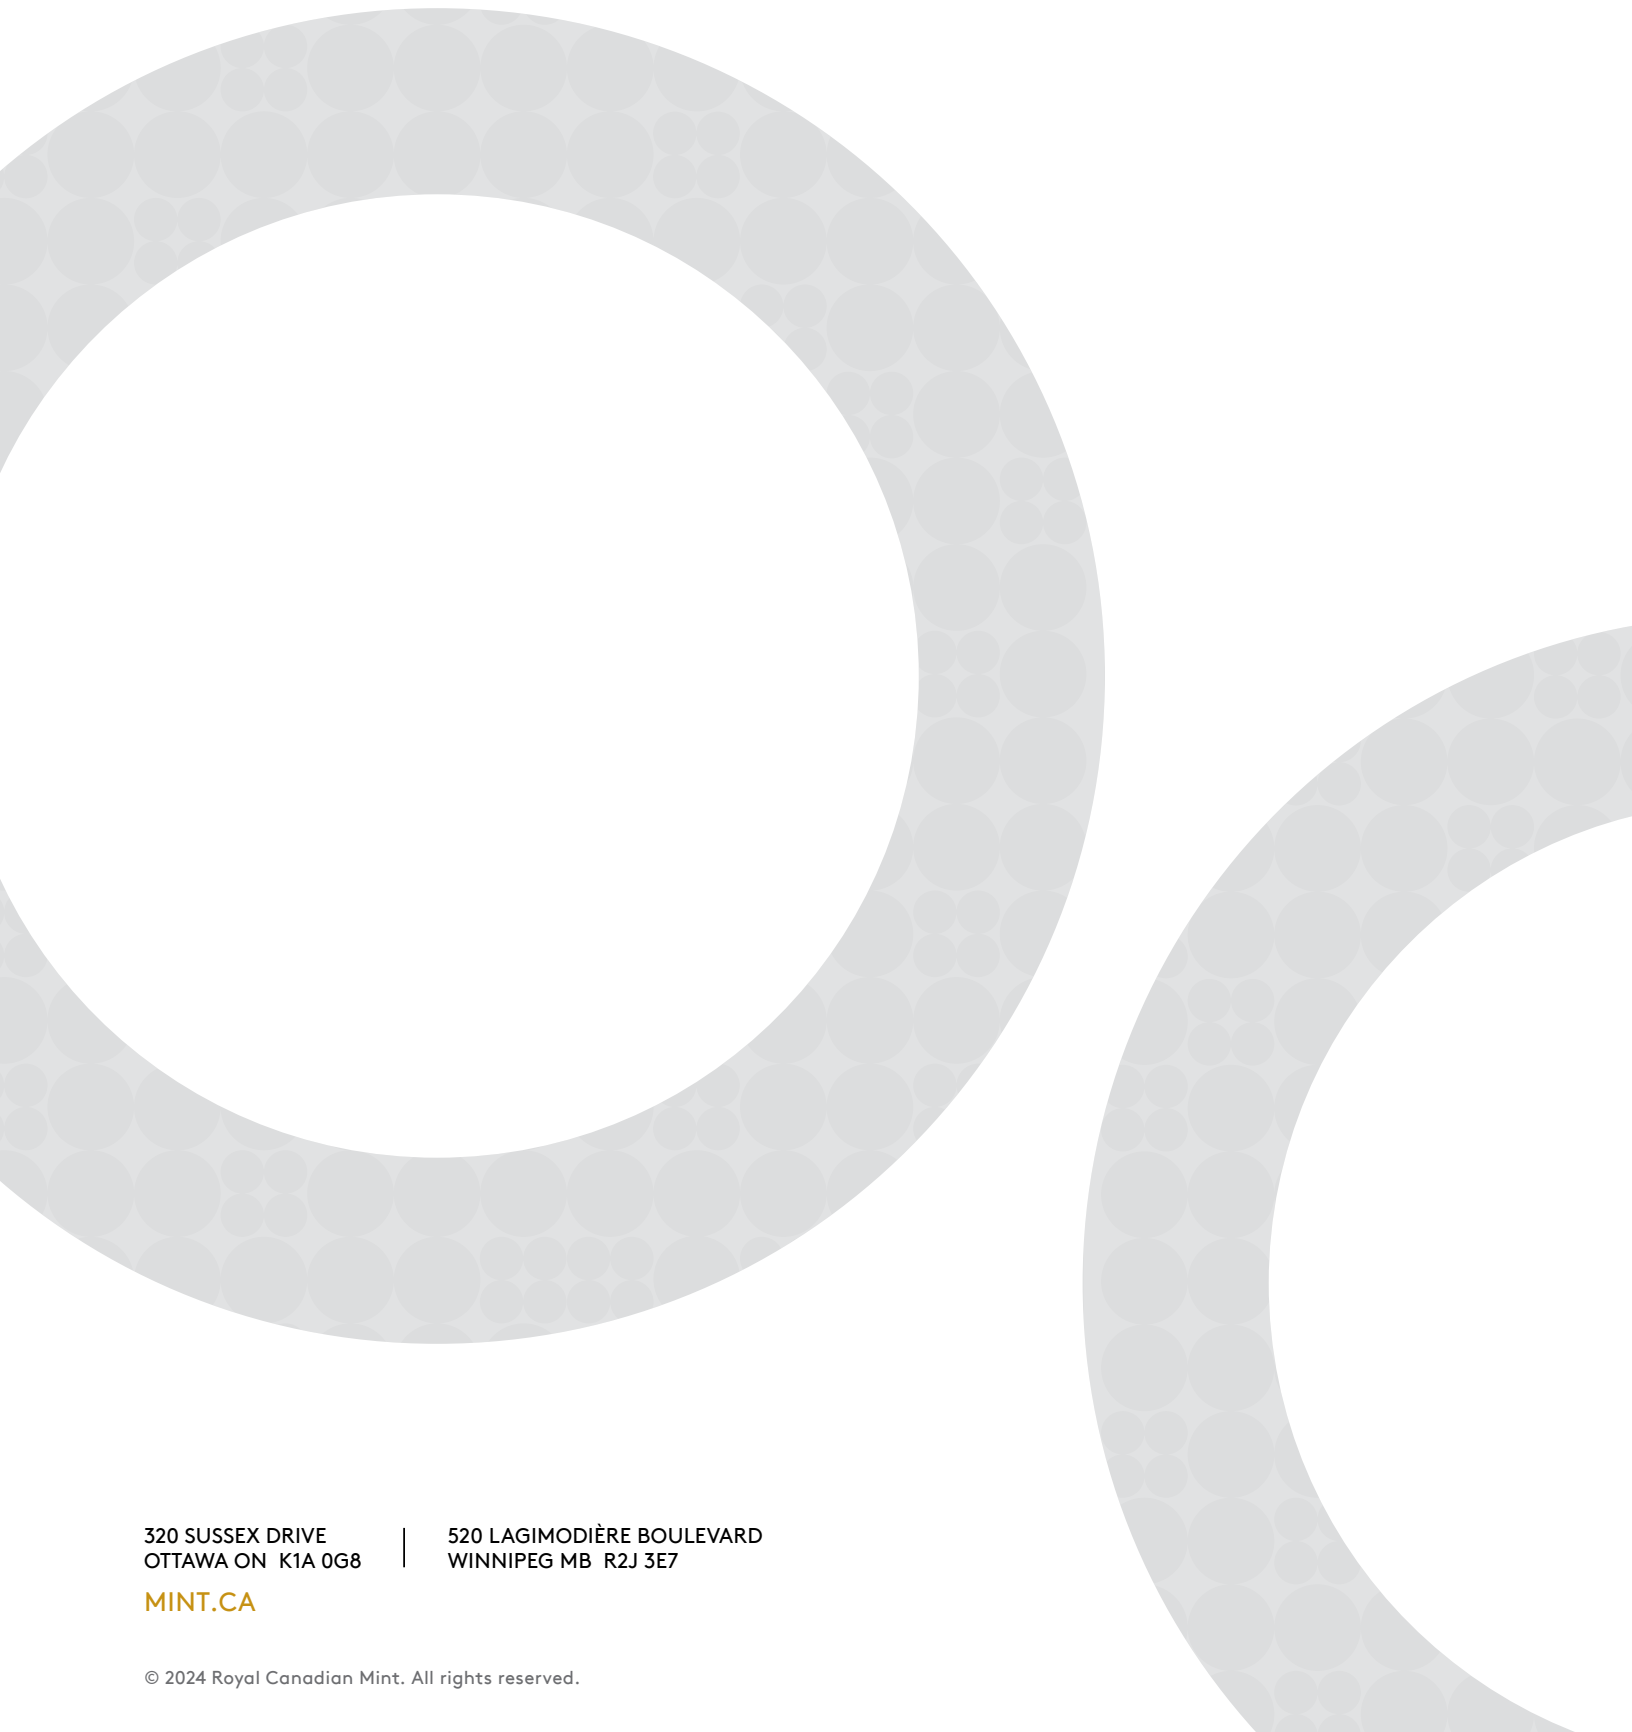 320 SUSSEX DRIVE
OTTAWA ON K1A 0G8
520 LAGIMODIÈRE BOULEVARD
WINNIPEG MB R2J 3E7
MINT.CA
© 2024 Royal Canadian Mint. All rights reserved.